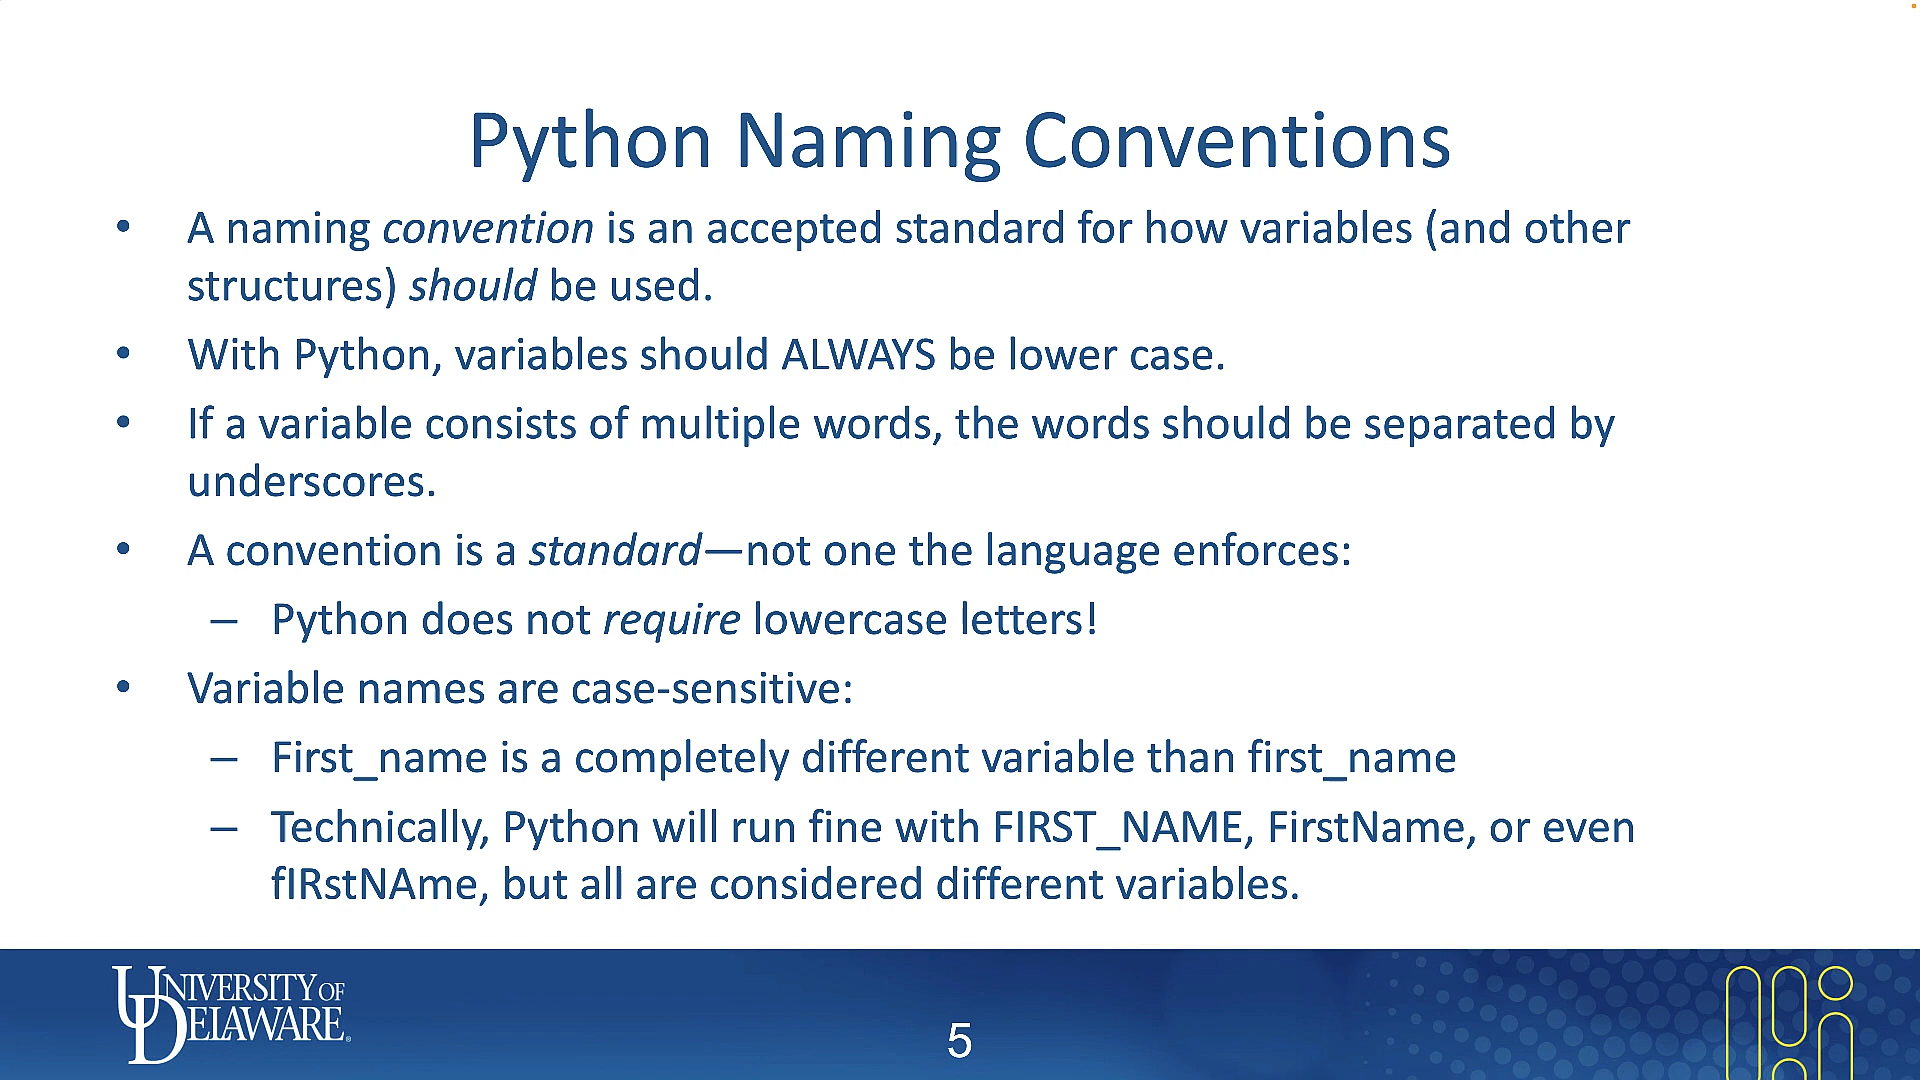 Python Naming Conventions
• A naming convention is an accepted standard for how variables (and other
structures) should be used.
• With Python, variables should ALWAYS be lower case.
• If a variable consists of multiple words, the words should be separated by
underscores.
• A convention is a standard—not one the language enforces:
– Python does not require lowercase letters!
• Variable names are case-sensitive:
– First_name is a completely different variable than first_name
– Technically, Python will run fine with FIRST_NAME, FirstName, or even
fIRstNAme, but all are considered different variables.
UNIVERSITY OF
DELAWARE®
5